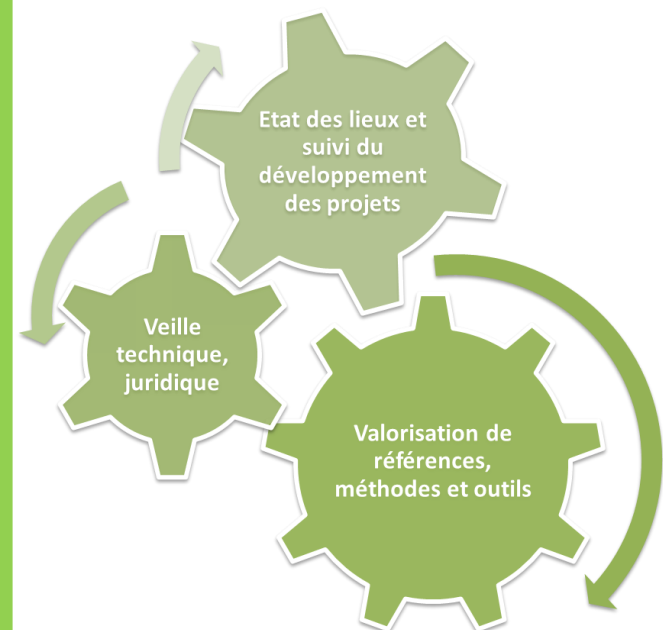 Etat des lieux et
suivi du
développement
des projets
Veille
technique,
juridique
Valorisation de
références,
méthodes et outils